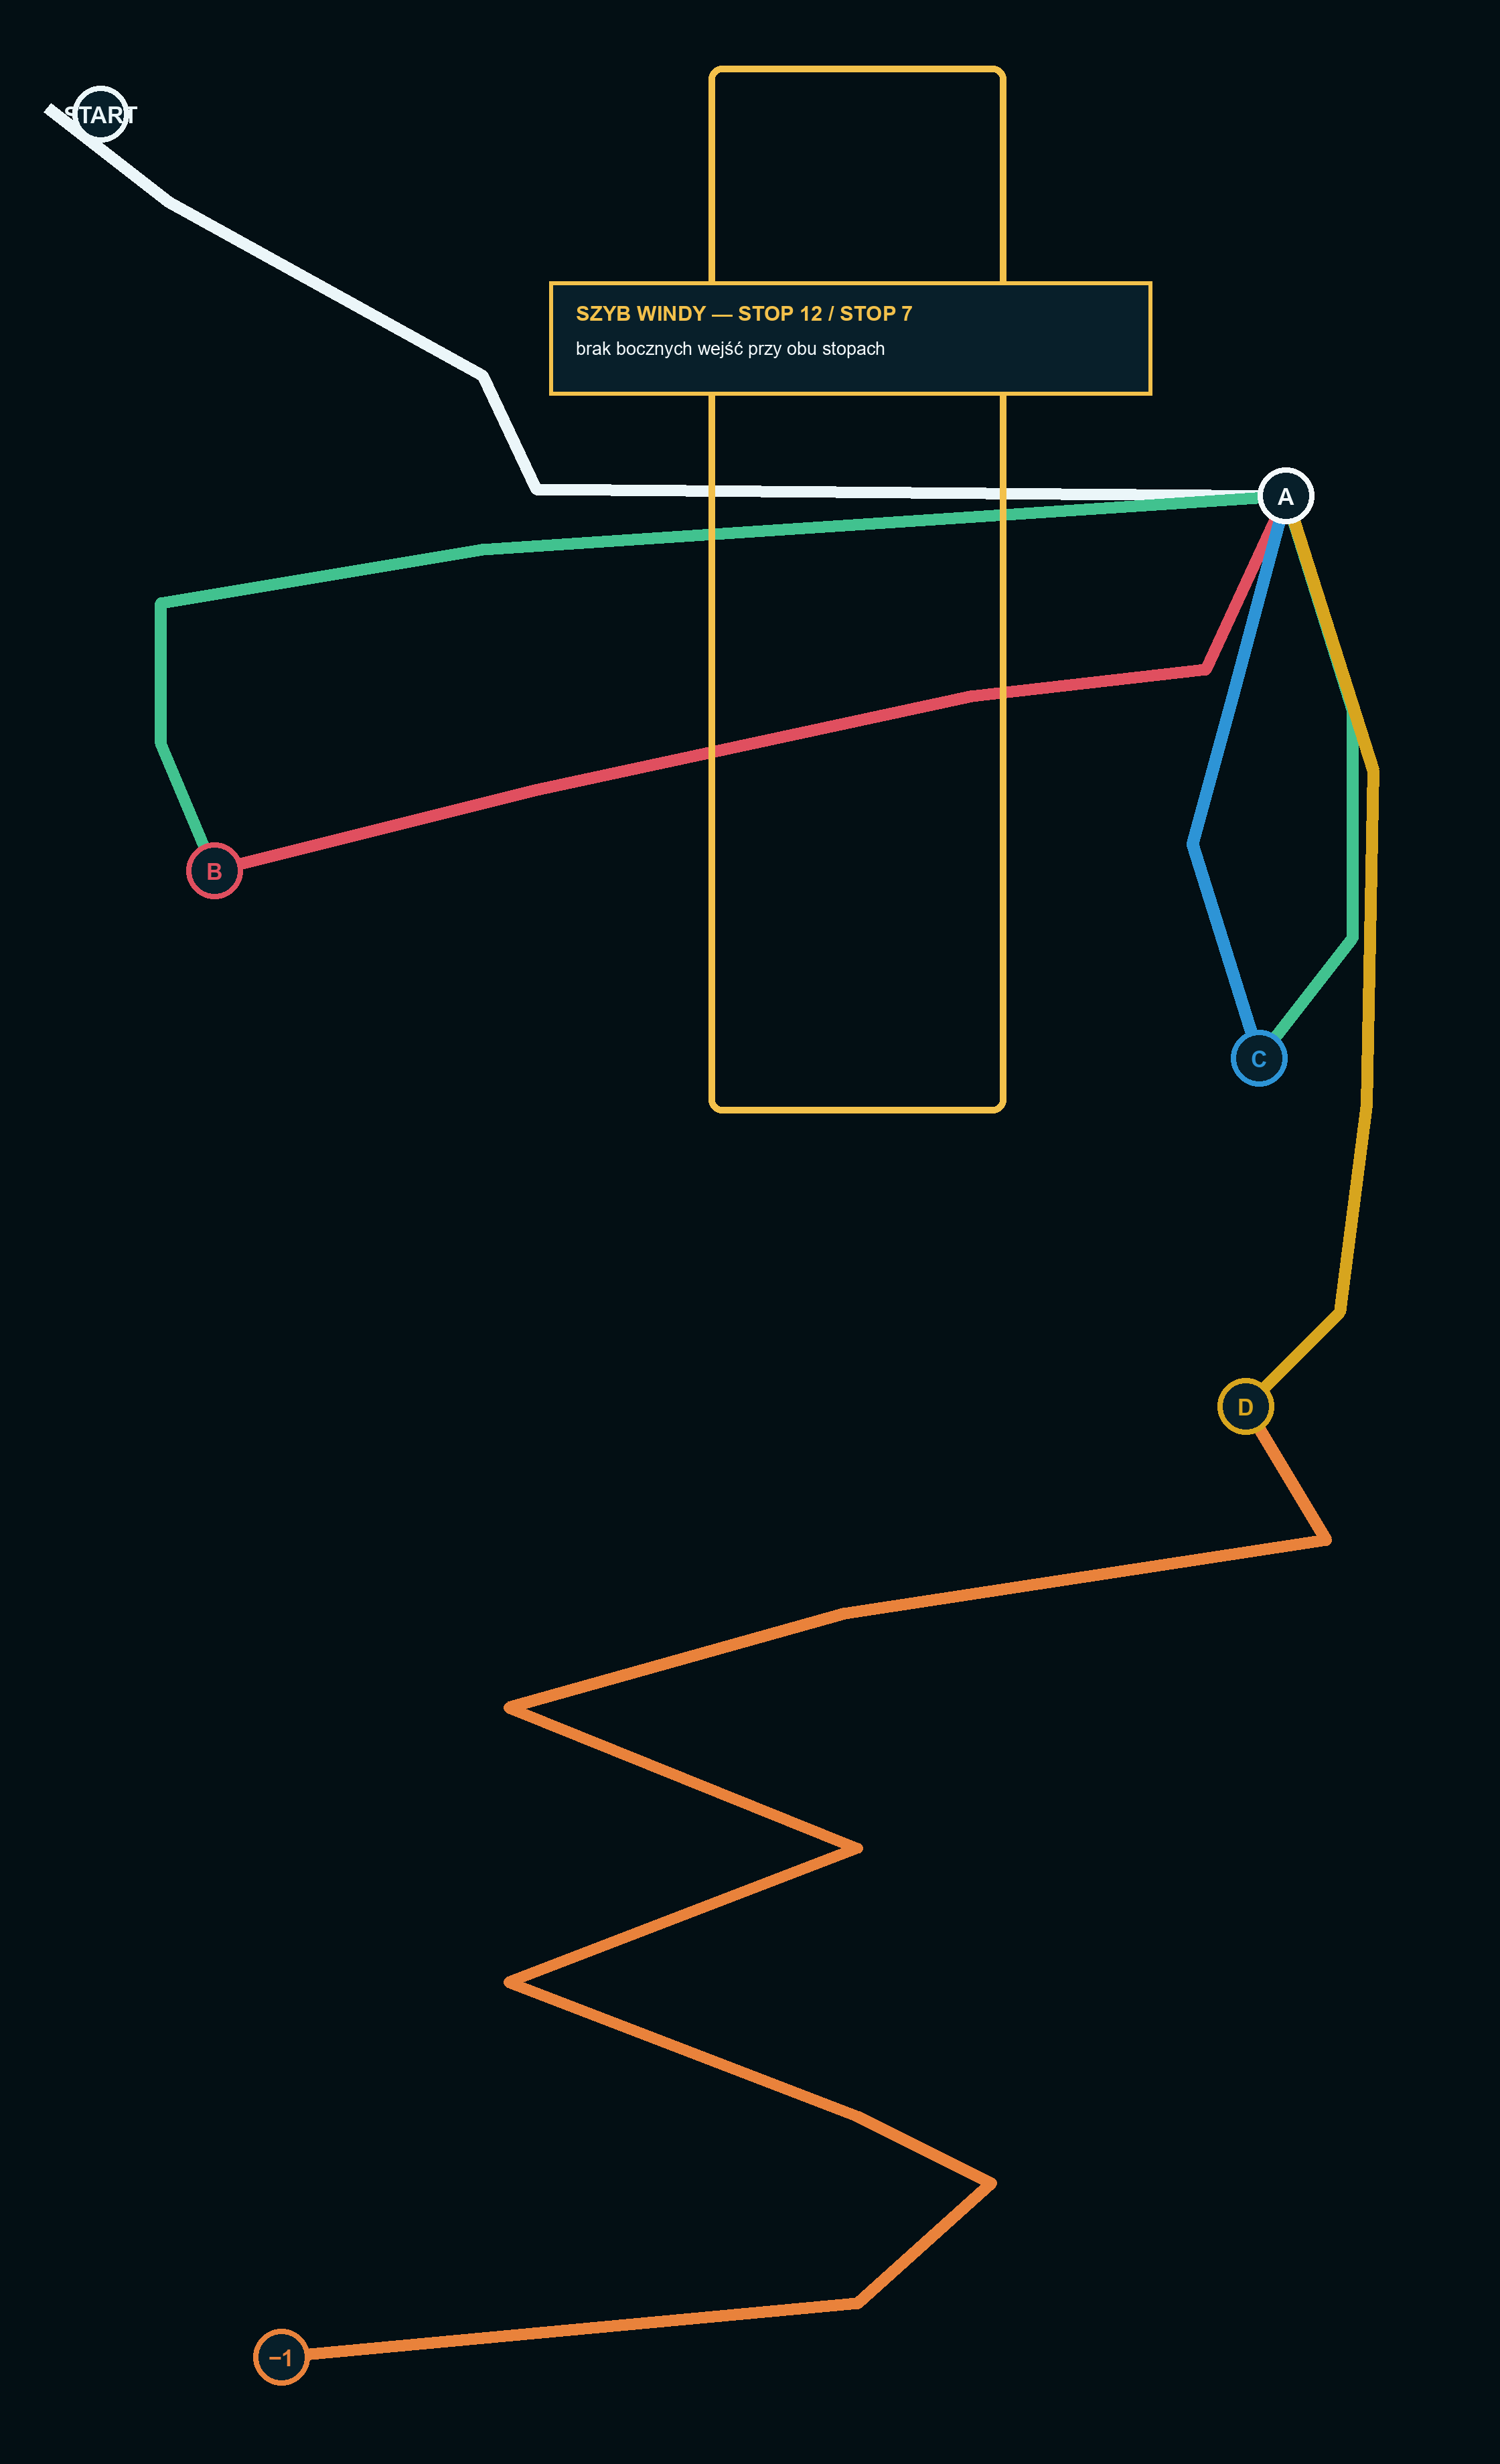 START
SZYB WINDY — STOP 12 / STOP 7
brak bocznych wejść przy obu stopach
A
B
C
D
−1